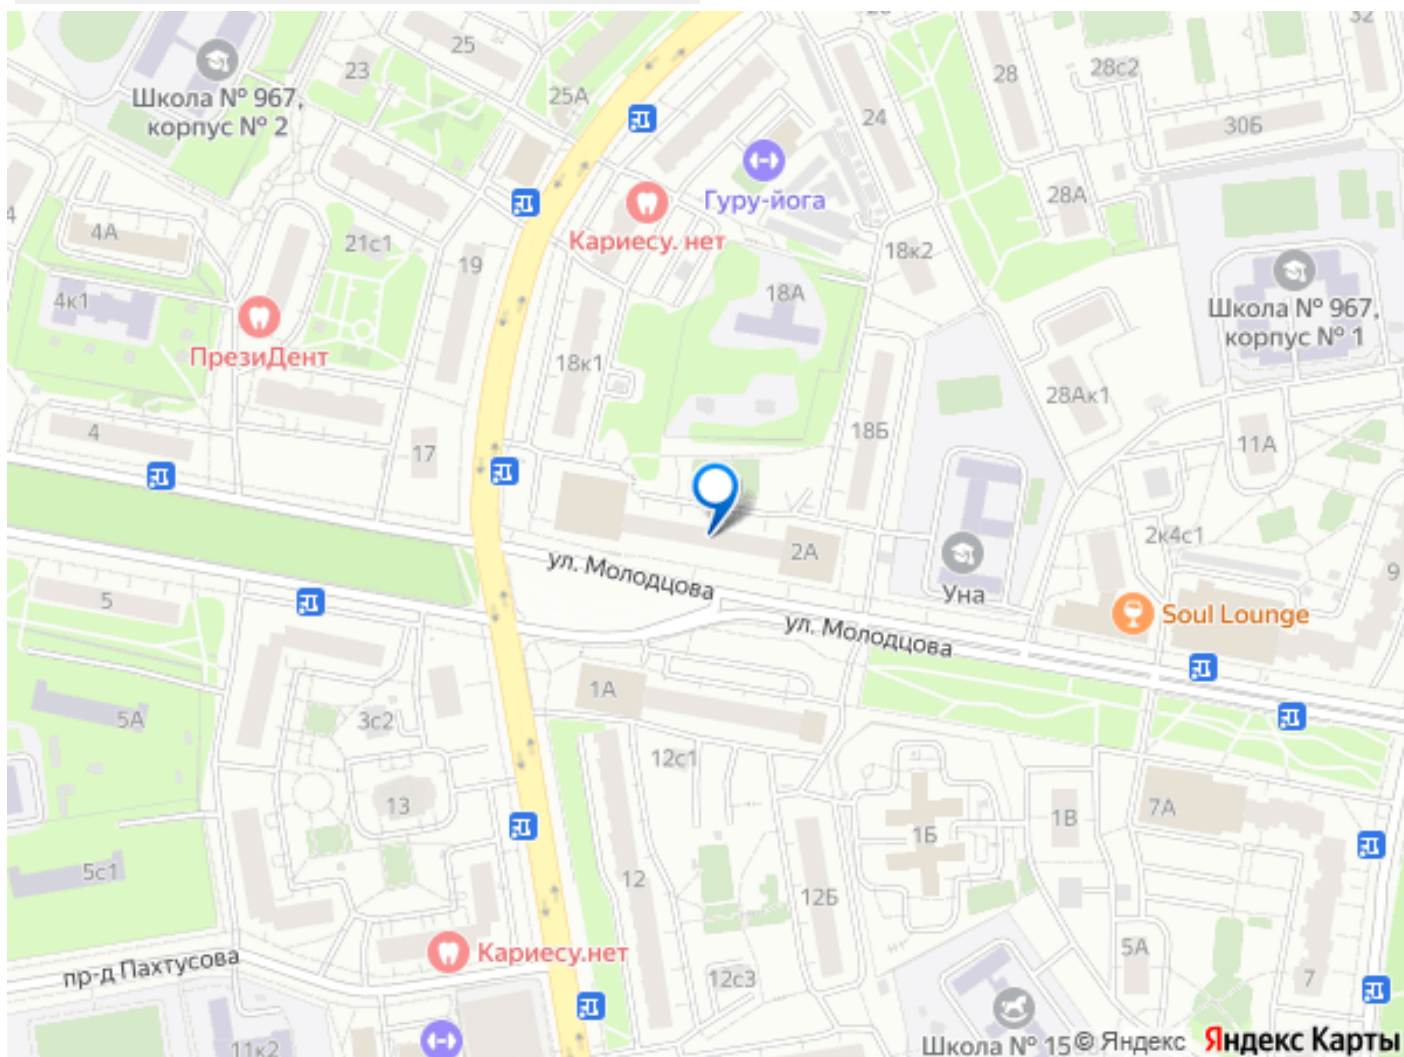 25
32
23
28
28с2
Школа № 967,
корпус № 2
25А
24
30Б
Гуру-йога
28А
4А
Кариесу. нет
21с1
19
18к2
4к1
18А
Школа № 967,
корпус № 1
ПрезиДент
18к1
28Ак1
4
17
18Б
11А
2А
2к4с1
ул. Молодцова
9
5
Уна
Soul Lounge
ул. Молодцова
1А
5А
3с2
12с1
13
1Б
1В
7А
5с1
12
12Б
Кариесу.нет
5А
пр-д Пахтусова
12с3
7
11к2
Школа № 15
© Яндекс
Яндекс Карты